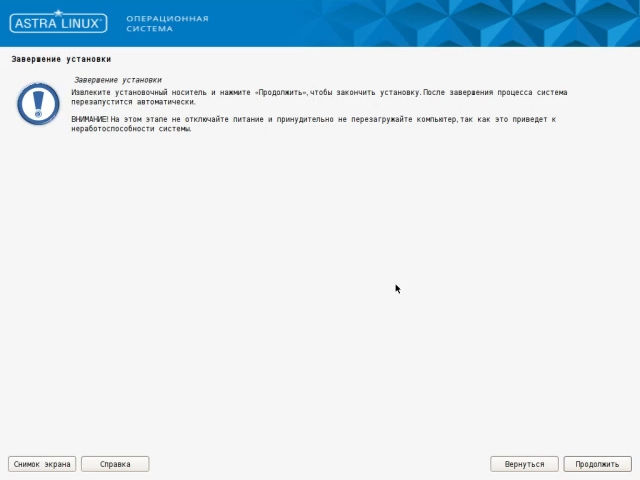 ASTRA LINUX®
ОПЕРАЦИОННАЯ
СИСТЕМА
Завершение установки
Завершение установки
Извлеките установочный носитель и нажмите «Продолжить», чтобы закончить установку. После завершения процесса система
перезапустится автоматически.
ВНИМАНИЕ! На этом этапе не отключайте питание и принудительно не перезагружайте компьютер, так как это приведет к
неработоспособности системы.
Снимок экрана
Справка
Вернуться
Продолжить